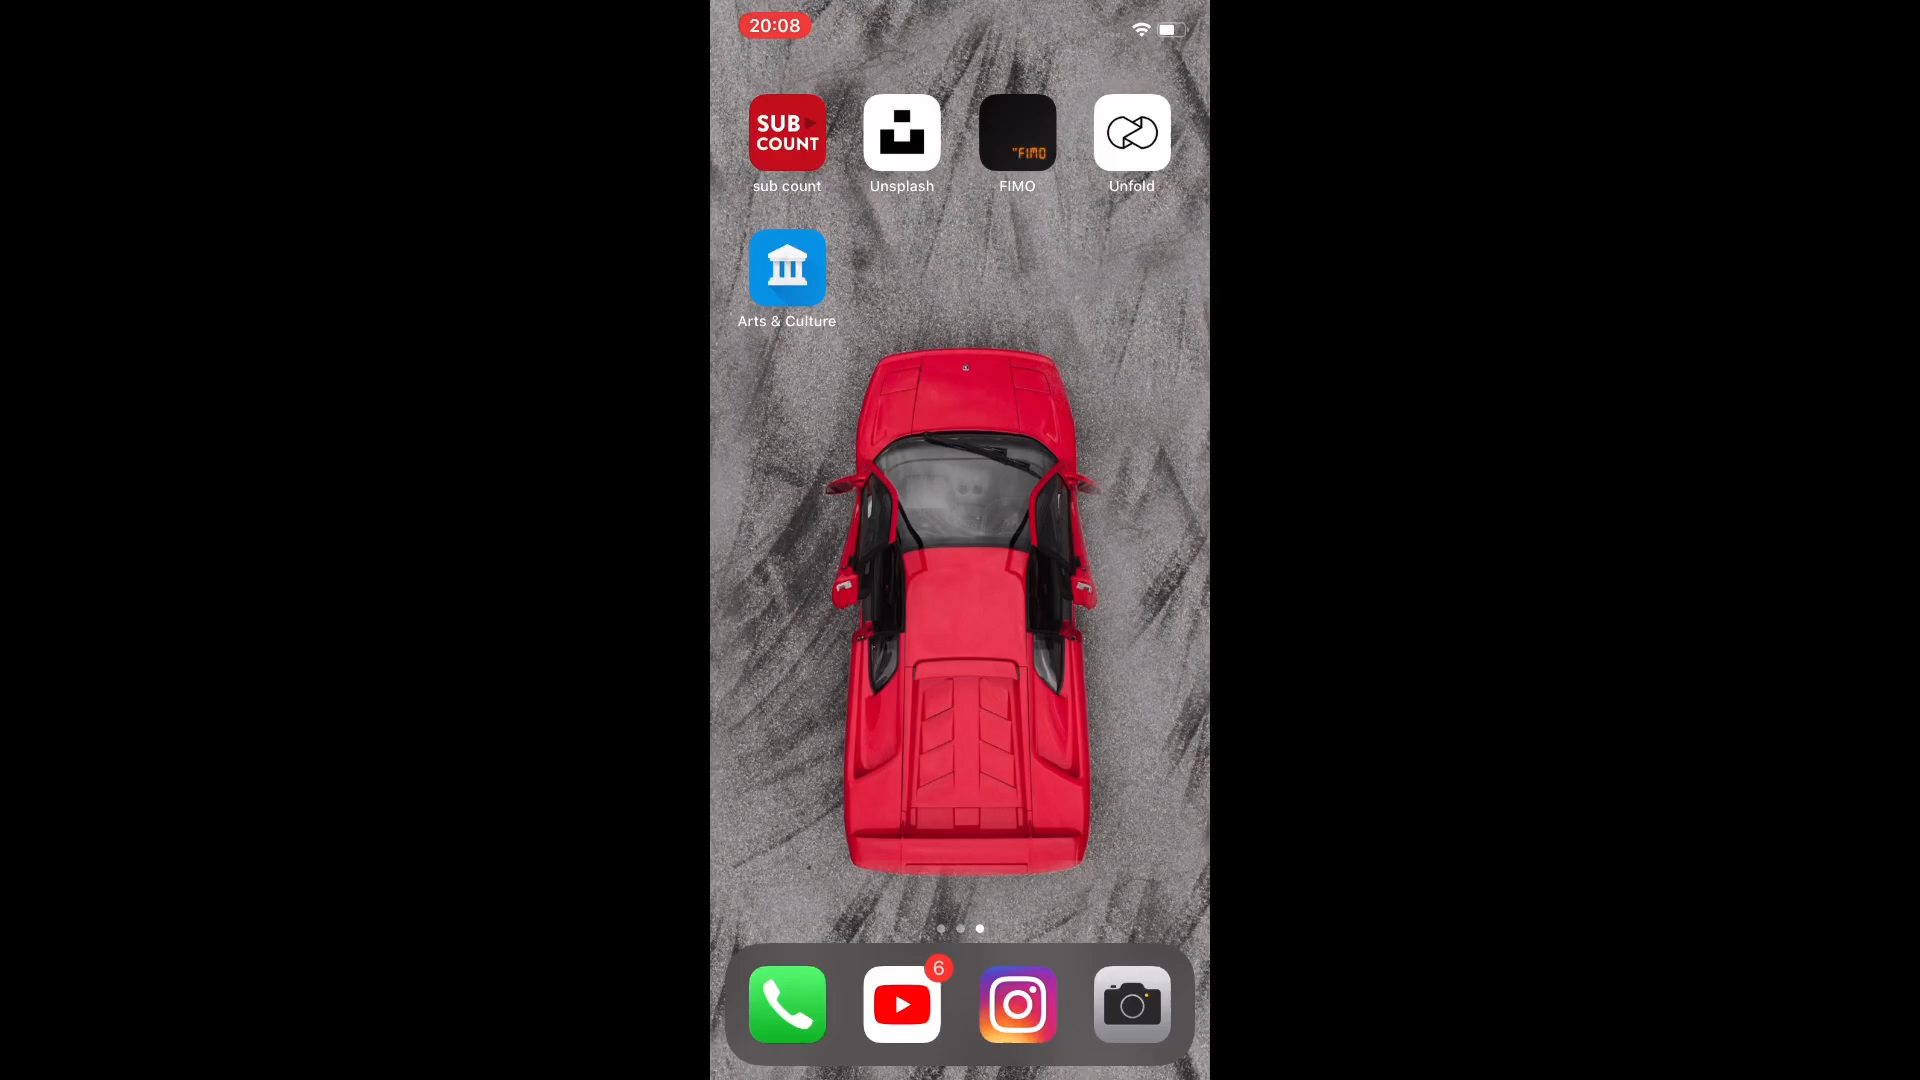 20:08
SUB
COUNT
FIMO
sub count
Unsplash
FIMO
Unfold
Arts & Culture
6